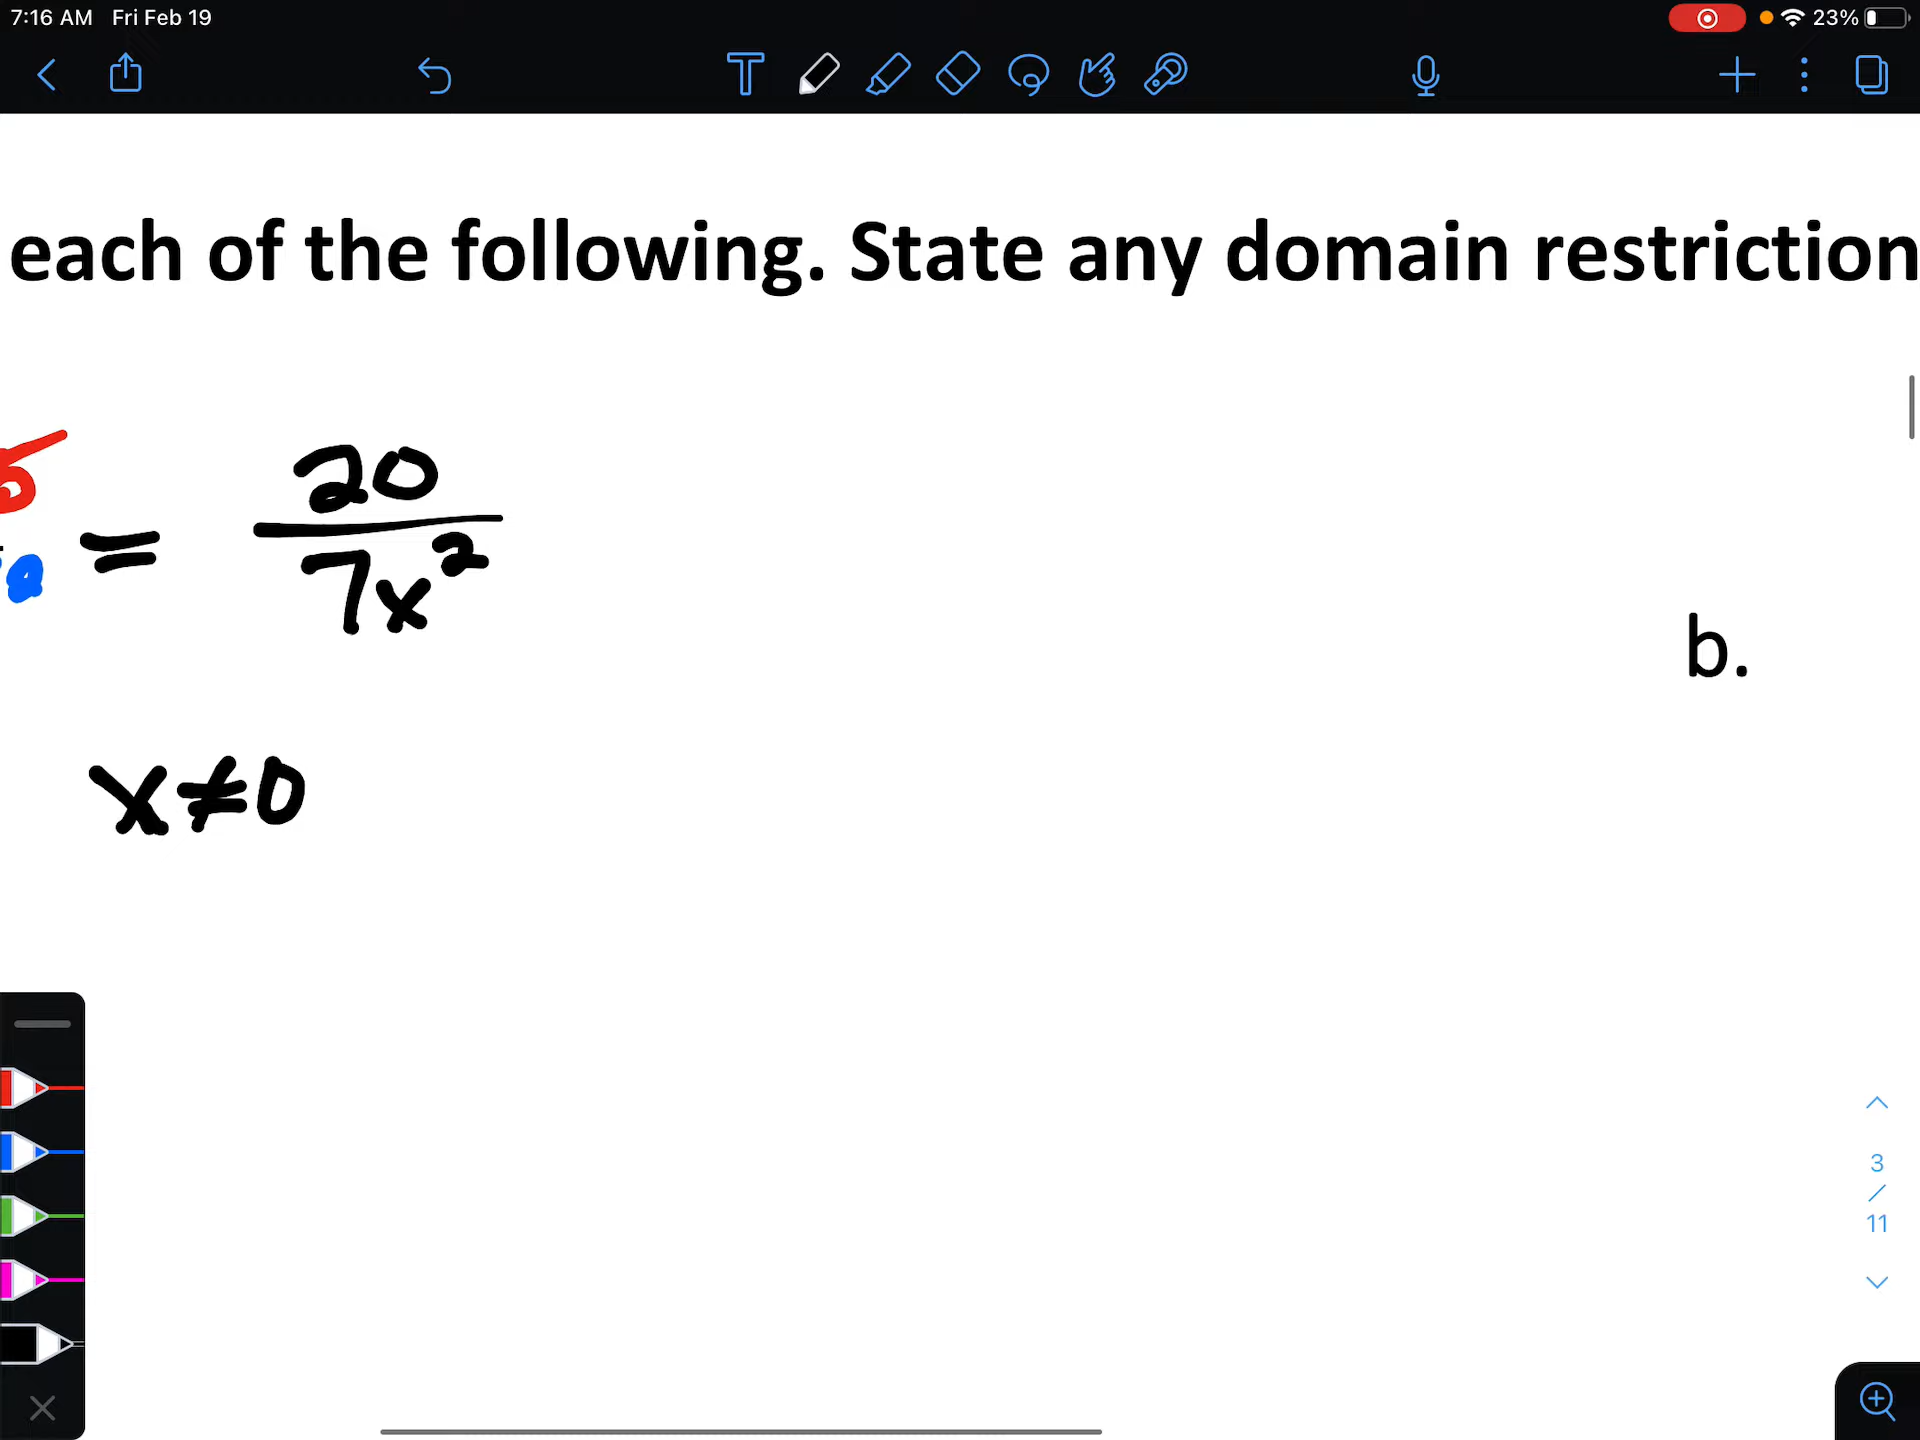 7:16 AM Fri Feb 19
23%
T
each of the following. State any domain restriction
= 20
7x²
b.
x≠0
3
/
11